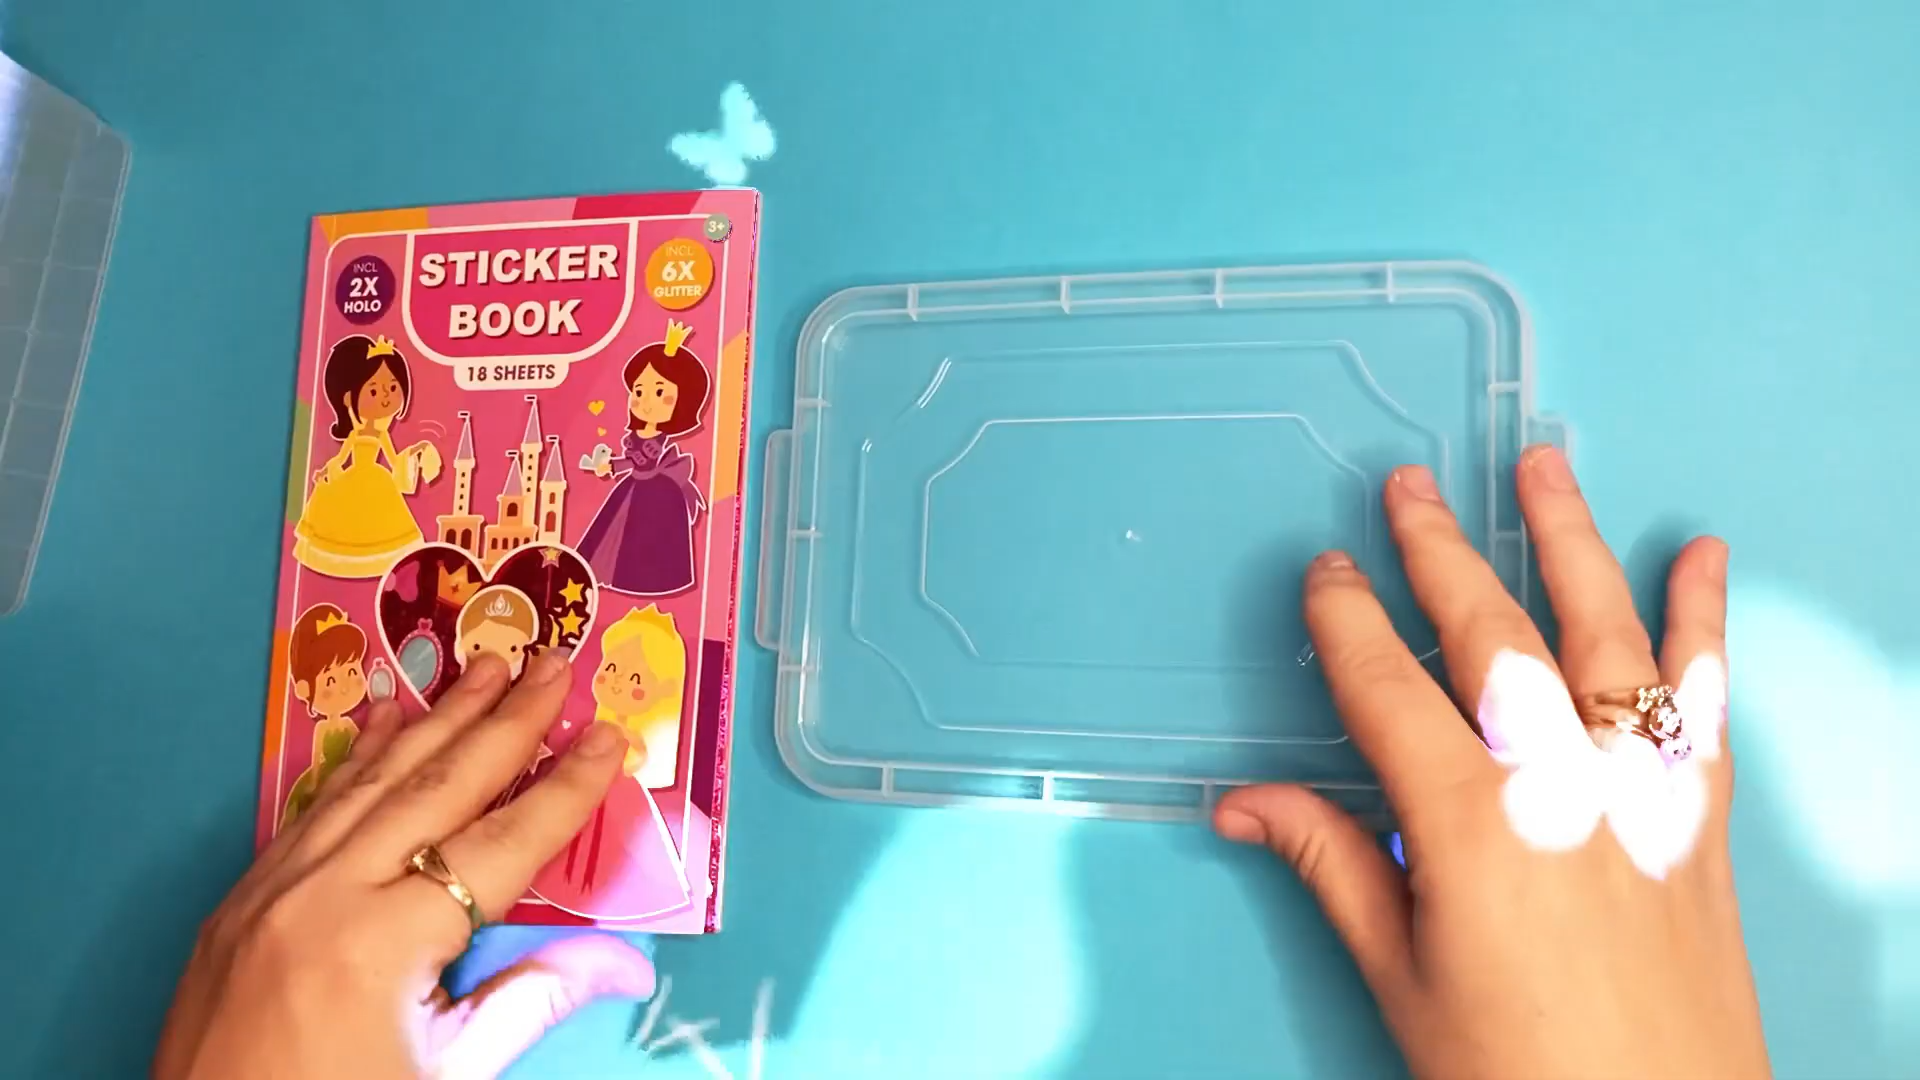 3+
INCL
2X
HOLO
STICKER
BOOK
INCL
6X
GLITTER
18 SHEETS